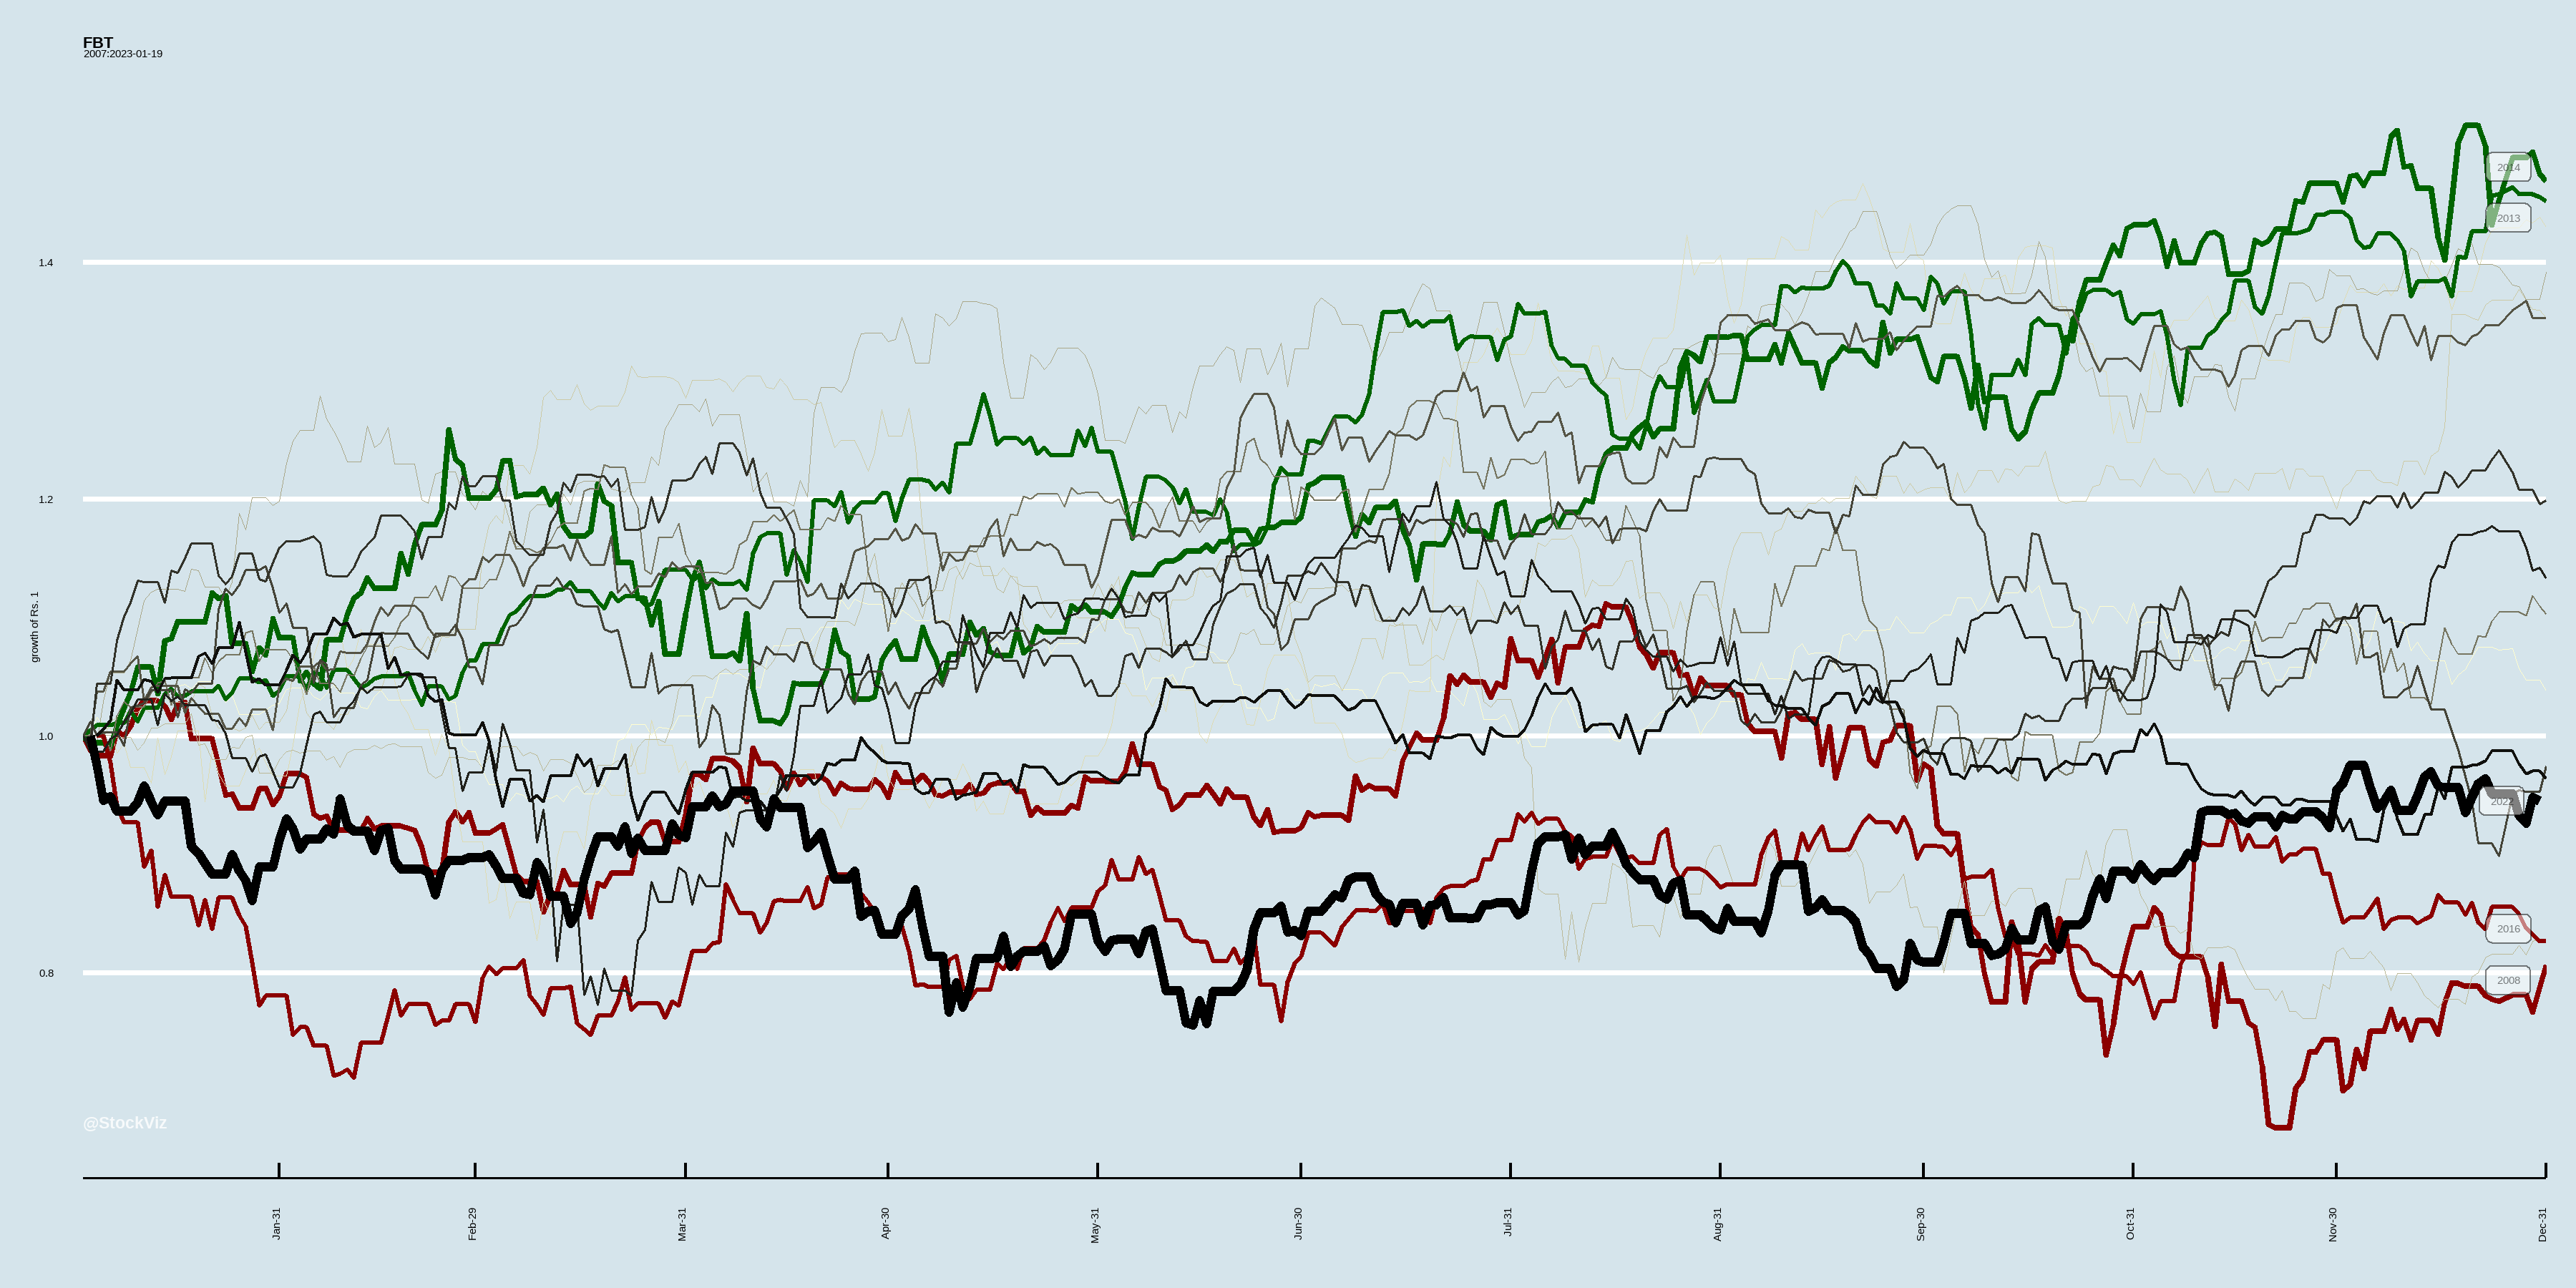 FBT
2007:2023-01-19
growth of Rs. 1
1.4
1.2
1.0
0.8
2014
2013
2022
2016
2008
@StockViz
Jan-31
Feb-29
Mar-31
Apr-30
May-31
Jun-30
Jul-31
Aug-31
Sep-30
Oct-31
Nov-30
Dec-31